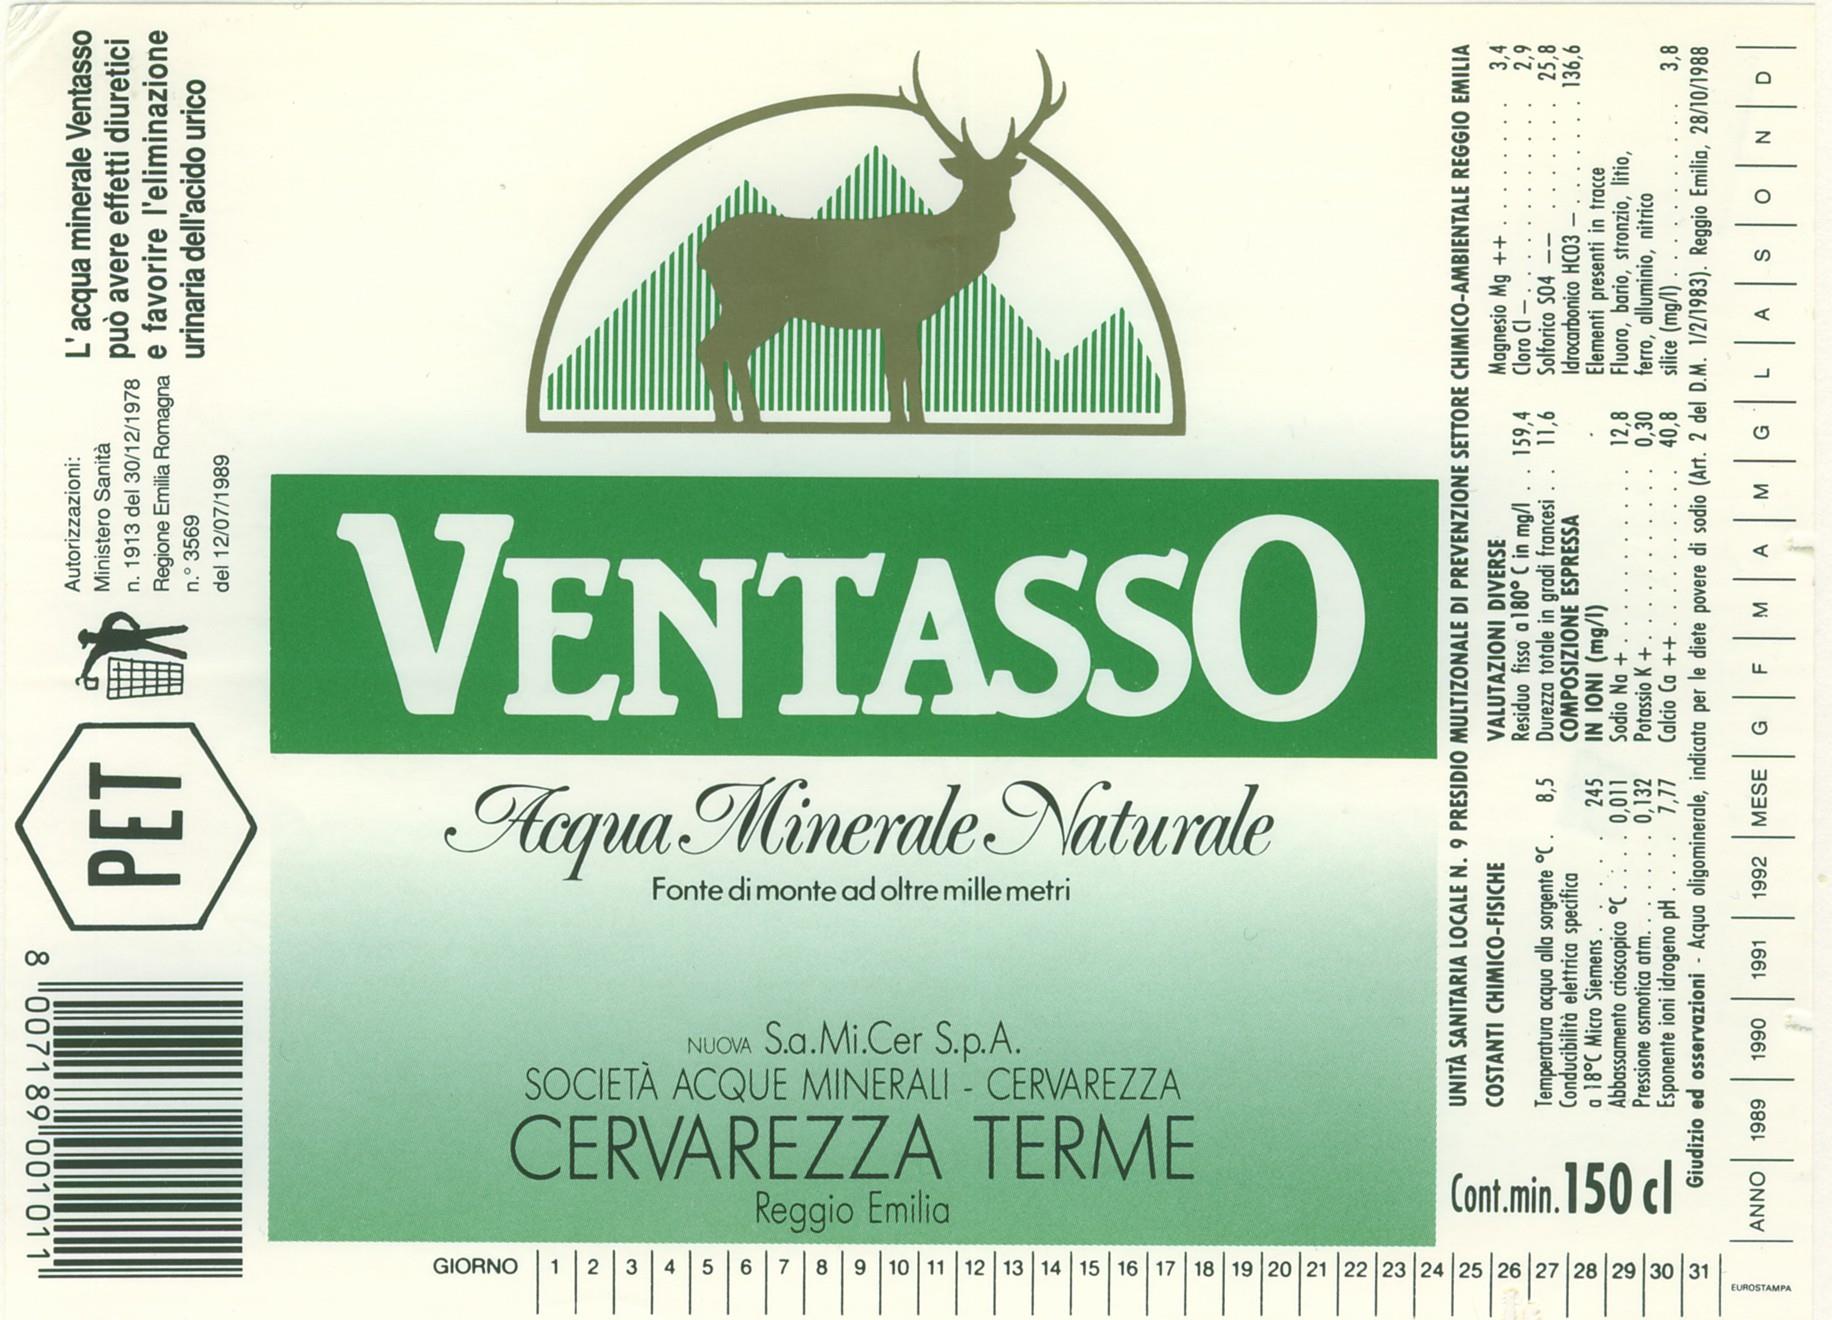 L'acqua minerale Ventasso
può avere effetti diuretici
e favorire l'eliminazione
urinaria dell'acido urico
Autorizzazioni:
Ministero Sanità
n. 1913 del 30/12/1978
Regione Emilia Romagna
n.° 3569
del 12/07/1989
PET
8 007189 001011
VENTASSO
Acqua Minerale Naturale
Fonte di monte ad oltre mille metri
NUOVA S.a.Mi.Cer S.p.A.
SOCIETÀ ACQUE MINERALI - CERVAREZZA
CERVAREZZA TERME
Reggio Emilia
UNITÀ SANITARIA LOCALE N. 9 PRESIDIO MULTIZONALE DI PREVENZIONE SETTORE CHIMICO-AMBIENTALE REGGIO EMILIA
COSTANTI CHIMICO-FISICHE
Temperatura acqua alla sorgente °C . 8,5
Conducibilità elettrica specifica
a 18°C Micro Siemens . . . . . . 245
Abbassamento crioscopico °C . . . . 0,011
Pressione osmotica atm. . . . . . . 0,132
Esponente ioni idrogeno pH . . . . 7,77
VALUTAZIONI DIVERSE
Residuo fisso a 180° C in mg/l . . 159,4
Durezza totale in gradi francesi . . . 11,6
COMPOSIZIONE ESPRESSA
IN IONI (mg/l)
Sodio Na + . . . . . . . . . . . . . 12,8
Potassio K + . . . . . . . . . . . . 0,30
Calcio Ca ++ . . . . . . . . . . . . 40,8
Magnesio Mg ++ . . . . . . . . . . 3,4
Cloro Cl – . . . . . . . . . . . . . 2,9
Solforico SO4 –– . . . . . . . . . . 25,8
Idrocarbonico HCO3 – . . . . . . . 136,6
Elementi presenti in tracce
Fluoro, bario, stronzio, litio,
ferro, alluminio, nitrico
silice (mg/l) . . . . . . . . . . . . 3,8
Giudizio ed osservazioni - Acqua oligominerale, indicata per le diete povere di sodio (Art. 2 del D.M. 1/2/1983). Reggio Emilia, 28/10/1988
Cont.min. 150 cl
ANNO 1989 1990 1991 1992 MESE G F M A M G L A S O N D
GIORNO 1 2 3 4 5 6 7 8 9 10 11 12 13 14 15 16 17 18 19 20 21 22 23 24 25 26 27 28 29 30 31
EUROSTAMPA